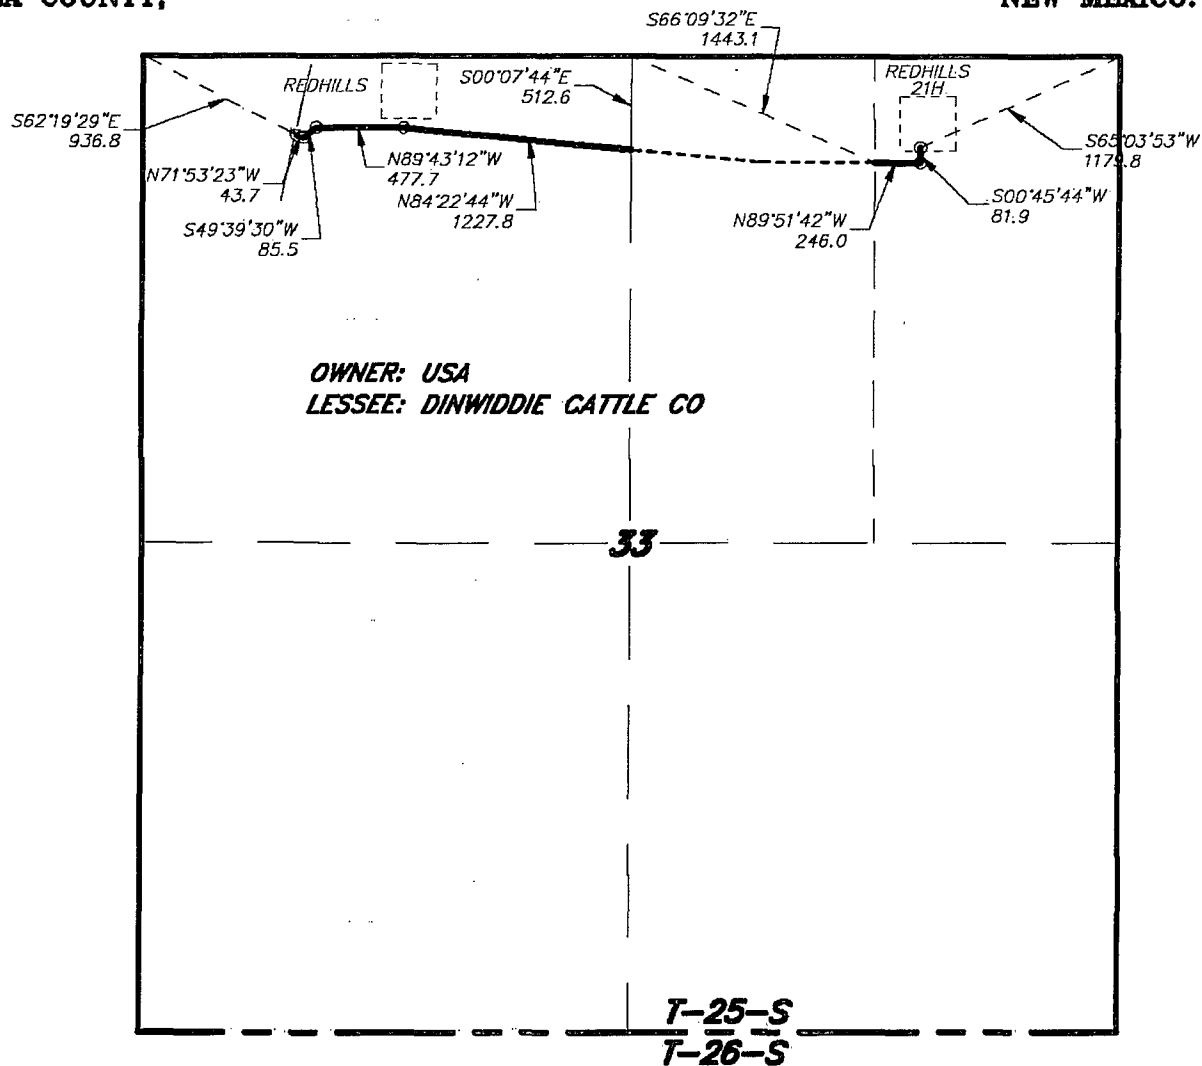 COUNTY,
S66°09'32"E
1443.1
S00°07'44"E
512.6
REDHILLS
REDHILLS
21H
S62°19'29"E
936.8
S65°03'53"W
1179.8
N89°43'12"W
477.7
N71°53'23"W
43.7
N84°22'44"W
1227.8
S00°45'44"W
81.9
S49°39'30"W
85.5
N89°51'42"W
246.0
OWNER: USA
LESSEE: DINWIDDIE CATTLE CO
33
T-25-S
T-26-S